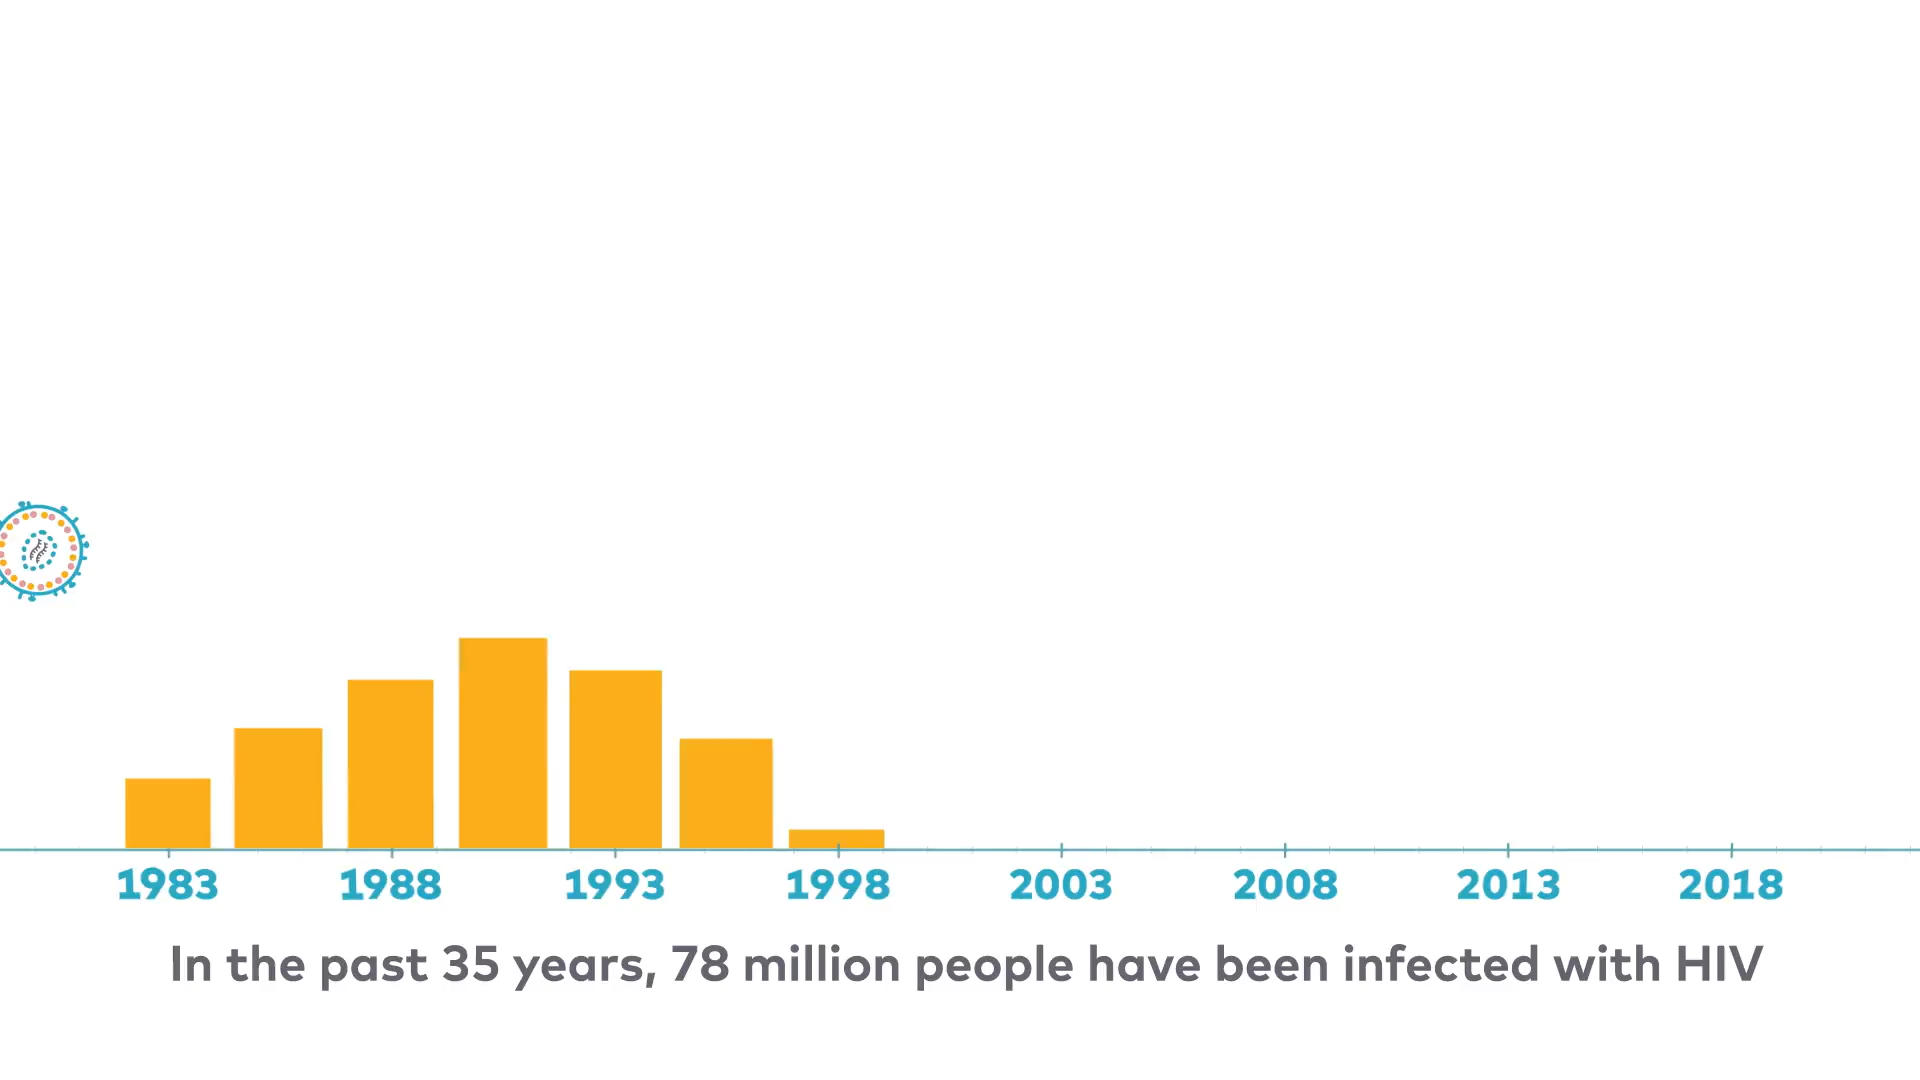 1983 1988 1993 1998 2003 2008 2013 2018
In the past 35 years, 78 million people have been infected with HIV